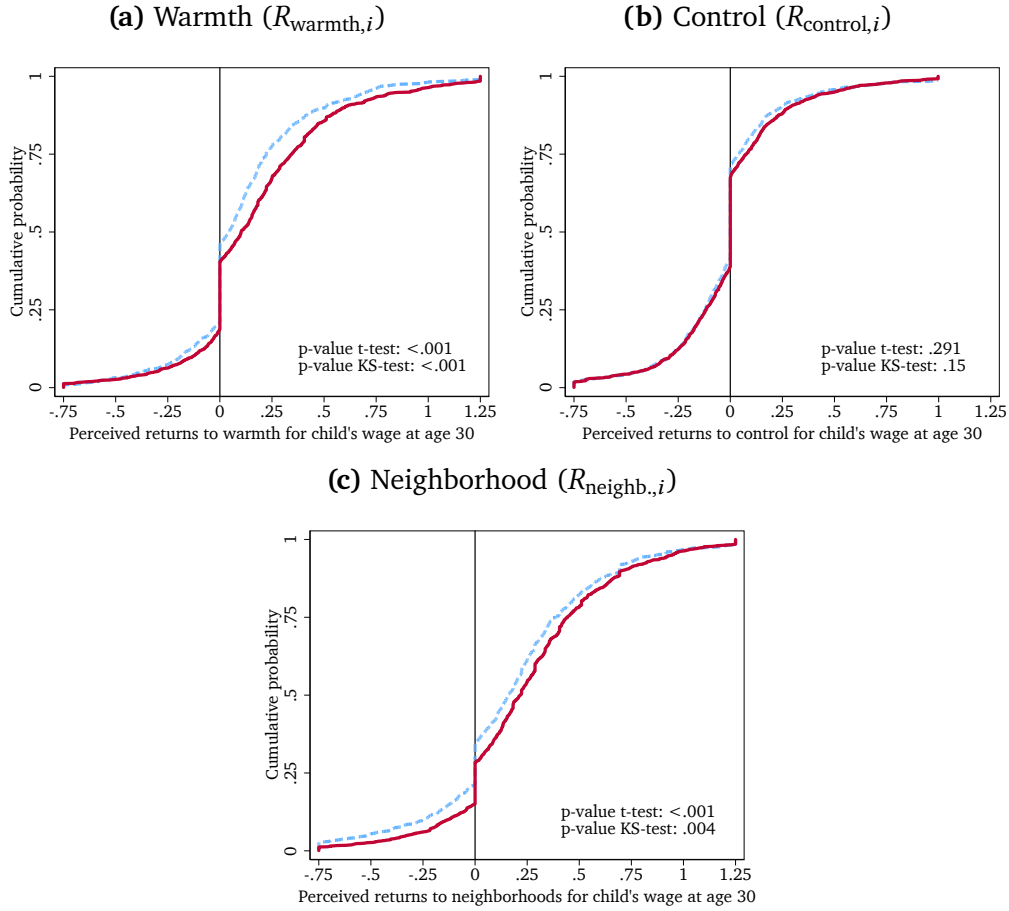 (a) Warmth (R_warmth,i)
(b) Control (R_control,i)
Cumulative probability
1
.75
.5
.25
0
-.75 -.5 -.25 0 .25 .5 .75 1 1.25
p-value t-test: <.001
p-value KS-test: <.001
Perceived returns to warmth for child's wage at age 30
Cumulative probability
1
.75
.5
.25
0
-.75 -.5 -.25 0 .25 .5 .75 1 1.25
p-value t-test: .291
p-value KS-test: .15
Perceived returns to control for child's wage at age 30
(c) Neighborhood (R_neighb.,i)
Cumulative probability
1
.75
.5
.25
0
-.75 -.5 -.25 0 .25 .5 .75 1 1.25
p-value t-test: <.001
p-value KS-test: .004
Perceived returns to neighborhoods for child's wage at age 30